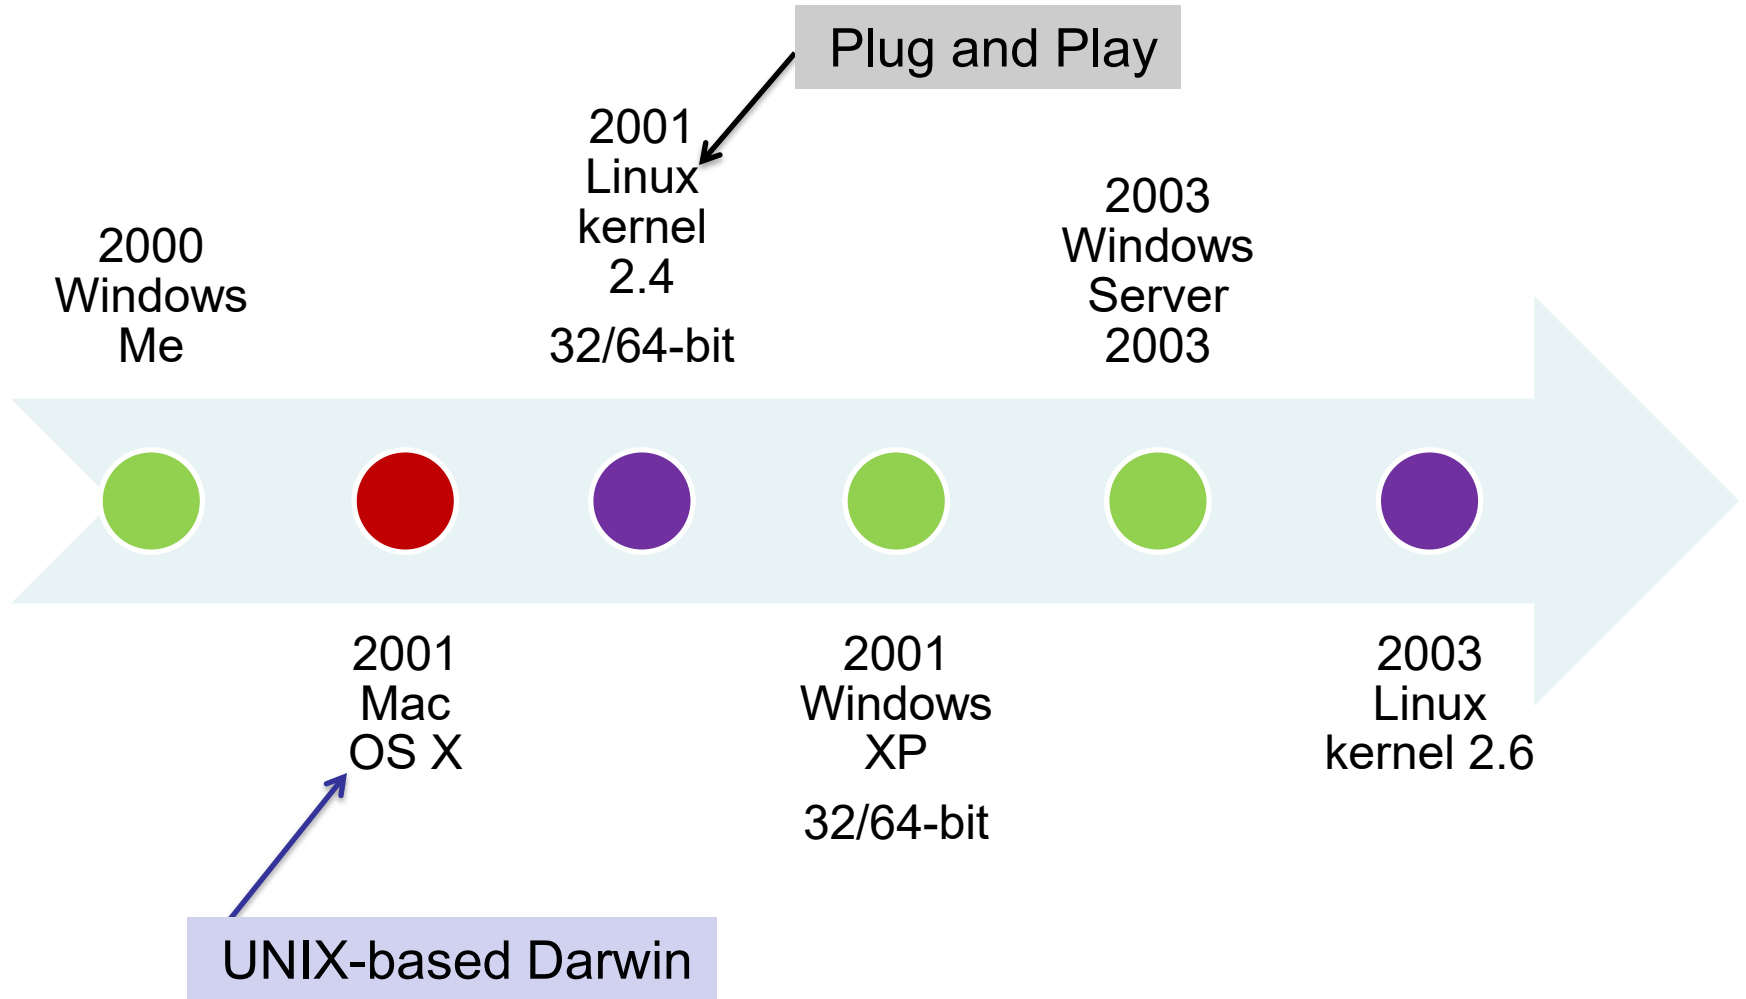 Plug and Play
2000
Windows
Me
2001
Mac
OS X
UNIX-based Darwin
2001
Linux
kernel
2.4
32/64-bit
2001
Windows
XP
32/64-bit
2003
Windows
Server
2003
2003
Linux
kernel 2.6